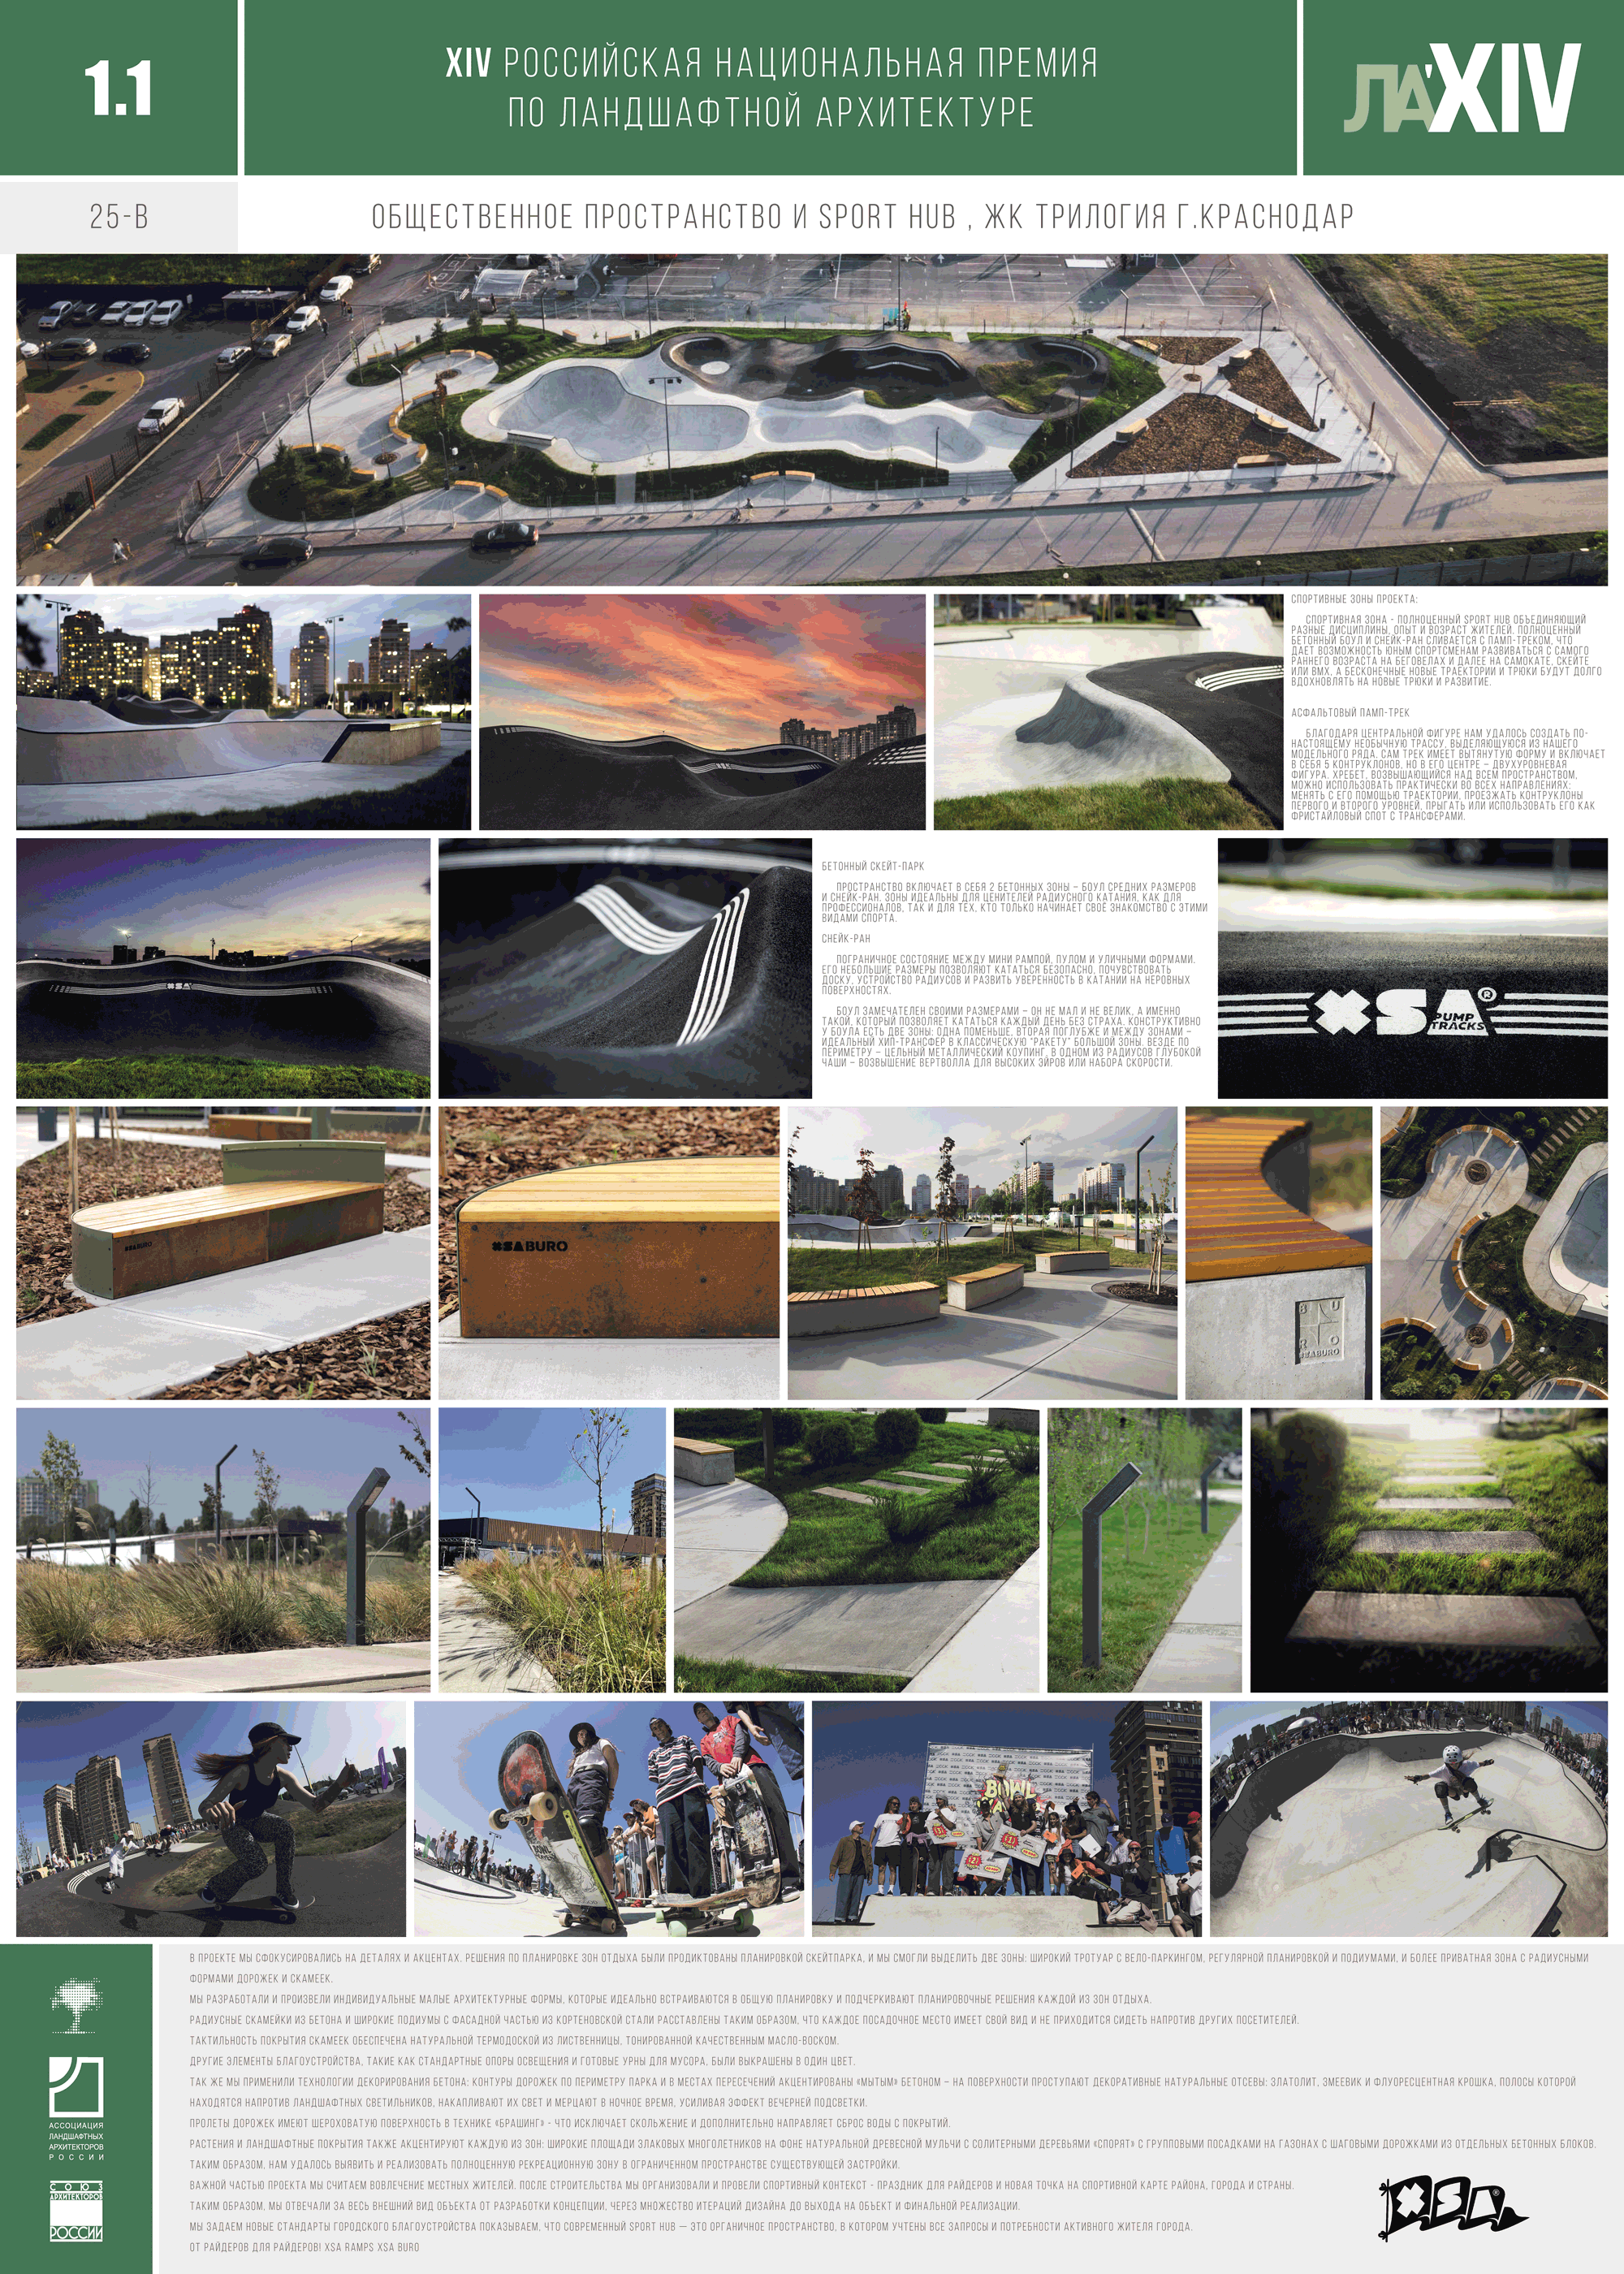 1.1
XIV РОССИЙСКАЯ НАЦИОНАЛЬНАЯ ПРЕМИЯ
ПО ЛАНДШАФТНОЙ АРХИТЕКТУРЕ
ЛА'XIV
25-В
ОБЩЕСТВЕННОЕ ПРОСТРАНСТВО И SPORT HUB , ЖК ТРИЛОГИЯ Г.КРАСНОДАР
СПОРТИВНЫЕ ЗОНЫ ПРОЕКТА:
СПОРТИВНАЯ ЗОНА - ПОЛНОЦЕННЫЙ SPORT HUB ОБЪЕДИНЯЮЩИЙ
РАЗНЫЕ ДИСЦИПЛИНЫ, ОПЫТ И ВОЗРАСТ ЖИТЕЛЕЙ. ПОЛНОЦЕННЫЙ
БЕТОННЫЙ БОУЛ И СНЕЙК-РАН СЛИВАЕТСЯ С ПАМП-ТРЕКОМ, ЧТО
ДАЕТ ВОЗМОЖНОСТЬ ЮНЫМ СПОРТСМЕНАМ РАЗВИВАТЬСЯ С САМОГО
РАННЕГО ВОЗРАСТА НА БЕГОВЕЛАХ И ДАЛЕЕ НА САМОКАТЕ, СКЕЙТЕ
ИЛИ BMX, А БЕСКОНЕЧНЫЕ НОВЫЕ ТРАЕКТОРИИ И ТРЮКИ БУДУТ ДОЛГО
ВДОХНОВЛЯТЬ НА НОВЫЕ ТРЮКИ И РАЗВИТИЕ.
АСФАЛЬТОВЫЙ ПАМП-ТРЕК
БЛАГОДАРЯ ЦЕНТРАЛЬНОЙ ФИГУРЕ НАМ УДАЛОСЬ СОЗДАТЬ ПО-
НАСТОЯЩЕМУ НЕОБЫЧНУЮ ТРАССУ, ВЫДЕЛЯЮЩУЮСЯ ИЗ НАШЕГО
МОДЕЛЬНОГО РЯДА. САМ ТРЕК ИМЕЕТ ВЫТЯНУТУЮ ФОРМУ И ВКЛЮЧАЕТ
В СЕБЯ 5 КОНТРУКЛОНОВ, НО В ЕГО ЦЕНТРЕ – ДВУХУРОВНЕВАЯ
ФИГУРА. ХРЕБЕТ, ВОЗВЫШАЮЩИЙСЯ НАД ВСЕМ ПРОСТРАНСТВОМ,
МОЖНО ИСПОЛЬЗОВАТЬ ПРАКТИЧЕСКИ ВО ВСЕХ НАПРАВЛЕНИЯХ:
МЕНЯТЬ С ЕГО ПОМОЩЬЮ ТРАЕКТОРИИ, ПРОЕЗЖАТЬ КОНТРУКЛОНЫ
ПЕРВОГО И ВТОРОГО УРОВНЕЙ, ПРЫГАТЬ ИЛИ ИСПОЛЬЗОВАТЬ ЕГО КАК
ФРИСТАЙЛОВЫЙ СПОТ С ТРАНСФЕРАМИ.
XSA
БЕТОННЫЙ СКЕЙТ-ПАРК
ПРОСТРАНСТВО ВКЛЮЧАЕТ В СЕБЯ 2 БЕТОННЫХ ЗОНЫ – БОУЛ СРЕДНИХ РАЗМЕРОВ
И СНЕЙК-РАН. ЗОНЫ ИДЕАЛЬНЫ ДЛЯ ЦЕНИТЕЛЕЙ РАДИУСНОГО КАТАНИЯ, КАК ДЛЯ
ПРОФЕССИОНАЛОВ, ТАК И ДЛЯ ТЕХ, КТО ТОЛЬКО НАЧИНАЕТ СВОЕ ЗНАКОМСТВО С ЭТИМИ
ВИДАМИ СПОРТА.
СНЕЙК-РАН
ПОГРАНИЧНОЕ СОСТОЯНИЕ МЕЖДУ МИНИ РАМПОЙ, ПУЛОМ И УЛИЧНЫМИ ФОРМАМИ.
ЕГО НЕБОЛЬШИЕ РАЗМЕРЫ ПОЗВОЛЯЮТ КАТАТЬСЯ БЕЗОПАСНО, ПОЧУВСТВОВАТЬ
ДОСКУ, УСТРОЙСТВО РАДИУСОВ И РАЗВИТЬ УВЕРЕННОСТЬ В КАТАНИИ НА НЕРОВНЫХ
ПОВЕРХНОСТЯХ.
БОУЛ ЗАМЕЧАТЕЛЕН СВОИМИ РАЗМЕРАМИ – ОН НЕ МАЛ И НЕ ВЕЛИК, А ИМЕННО
ТАКОЙ, КОТОРЫЙ ПОЗВОЛЯЕТ КАТАТЬСЯ КАЖДЫЙ ДЕНЬ БЕЗ СТРАХА. КОНСТРУКТИВНО
У БОУЛА ЕСТЬ ДВЕ ЗОНЫ: ОДНА ПОМЕНЬШЕ, ВТОРАЯ ПОГЛУБЖЕ И МЕЖДУ ЗОНАМИ –
ИДЕАЛЬНЫЙ ХИП-ТРАНСФЕР В КЛАССИЧЕСКУЮ "РАКЕТУ" БОЛЬШОЙ ЗОНЫ. ВЕЗДЕ ПО
ПЕРИМЕТРУ – ЦЕЛЬНЫЙ МЕТАЛЛИЧЕСКИЙ КОУПИНГ, В ОДНОМ ИЗ РАДИУСОВ ГЛУБОКОЙ
ЧАШИ – ВОЗВЫШЕНИЕ ВЕРТВОЛЛА ДЛЯ ВЫСОКИХ ЭЙРОВ ИЛИ НАБОРА СКОРОСТИ.
XSA®
PUMP
TRACKS
XSABURO
XSABURO
BU
RO
XSABURO
BOWL
В ПРОЕКТЕ МЫ СФОКУСИРОВАЛИСЬ НА ДЕТАЛЯХ И АКЦЕНТАХ. РЕШЕНИЯ ПО ПЛАНИРОВКЕ ЗОН ОТДЫХА БЫЛИ ПРОДИКТОВАНЫ ПЛАНИРОВКОЙ СКЕЙТПАРКА, И МЫ СМОГЛИ ВЫДЕЛИТЬ ДВЕ ЗОНЫ: ШИРОКИЙ ТРОТУАР С ВЕЛО-ПАРКИНГОМ, РЕГУЛЯРНОЙ ПЛАНИРОВКОЙ И ПОДИУМАМИ, И БОЛЕЕ ПРИВАТНАЯ ЗОНА С РАДИУСНЫМИ
ФОРМАМИ ДОРОЖЕК И СКАМЕЕК.
МЫ РАЗРАБОТАЛИ И ПРОИЗВЕЛИ ИНДИВИДУАЛЬНЫЕ МАЛЫЕ АРХИТЕКТУРНЫЕ ФОРМЫ, КОТОРЫЕ ИДЕАЛЬНО ВСТРАИВАЮТСЯ В ОБЩУЮ ПЛАНИРОВКУ И ПОДЧЕРКИВАЮТ ПЛАНИРОВОЧНЫЕ РЕШЕНИЯ КАЖДОЙ ИЗ ЗОН ОТДЫХА.
РАДИУСНЫЕ СКАМЕЙКИ ИЗ БЕТОНА И ШИРОКИЕ ПОДИУМЫ С ФАСАДНОЙ ЧАСТЬЮ ИЗ КОРТЕНОВСКОЙ СТАЛИ РАССТАВЛЕНЫ ТАКИМ ОБРАЗОМ, ЧТО КАЖДОЕ ПОСАДОЧНОЕ МЕСТО ИМЕЕТ СВОЙ ВИД И НЕ ПРИХОДИТСЯ СИДЕТЬ НАПРОТИВ ДРУГИХ ПОСЕТИТЕЛЕЙ.
ТАКТИЛЬНОСТЬ ПОКРЫТИЯ СКАМЕЕК ОБЕСПЕЧЕНА НАТУРАЛЬНОЙ ТЕРМОДОСКОЙ ИЗ ЛИСТВЕННИЦЫ, ТОНИРОВАННОЙ КАЧЕСТВЕННЫМ МАСЛО-ВОСКОМ.
ДРУГИЕ ЭЛЕМЕНТЫ БЛАГОУСТРОЙСТВА, ТАКИЕ КАК СТАНДАРТНЫЕ ОПОРЫ ОСВЕЩЕНИЯ И ГОТОВЫЕ УРНЫ ДЛЯ МУСОРА, БЫЛИ ВЫКРАШЕНЫ В ОДИН ЦВЕТ.
ТАК ЖЕ МЫ ПРИМЕНИЛИ ТЕХНОЛОГИИ ДЕКОРИРОВАНИЯ БЕТОНА: КОНТУРЫ ДОРОЖЕК ПО ПЕРИМЕТРУ ПАРКА И В МЕСТАХ ПЕРЕСЕЧЕНИЙ АКЦЕНТИРОВАНЫ «МЫТЫМ» БЕТОНОМ – НА ПОВЕРХНОСТИ ПРОСТУПАЮТ ДЕКОРАТИВНЫЕ НАТУРАЛЬНЫЕ ОТСЕВЫ: ЗЛАТОЛИТ, ЗМЕЕВИК И ФЛУОРЕСЦЕНТНАЯ КРОШКА, ПОЛОСЫ КОТОРОЙ
НАХОДЯТСЯ НАПРОТИВ ЛАНДШАФТНЫХ СВЕТИЛЬНИКОВ, НАКАПЛИВАЮТ ИХ СВЕТ И МЕРЦАЮТ В НОЧНОЕ ВРЕМЯ, УСИЛИВАЯ ЭФФЕКТ ВЕЧЕРНЕЙ ПОДСВЕТКИ.
ПРОЛЕТЫ ДОРОЖЕК ИМЕЮТ ШЕРОХОВАТУЮ ПОВЕРХНОСТЬ В ТЕХНИКЕ «БРАШИНГ» - ЧТО ИСКЛЮЧАЕТ СКОЛЬЖЕНИЕ И ДОПОЛНИТЕЛЬНО НАПРАВЛЯЕТ СБРОС ВОДЫ С ПОКРЫТИЙ.
РАСТЕНИЯ И ЛАНДШАФТНЫЕ ПОКРЫТИЯ ТАКЖЕ АКЦЕНТИРУЮТ КАЖДУЮ ИЗ ЗОН: ШИРОКИЕ ПЛОЩАДИ ЗЛАКОВЫХ МНОГОЛЕТНИКОВ НА ФОНЕ НАТУРАЛЬНОЙ ДРЕВЕСНОЙ МУЛЬЧИ С СОЛИТЕРНЫМИ ДЕРЕВЬЯМИ «СПОРЯТ» С ГРУППОВЫМИ ПОСАДКАМИ НА ГАЗОНАХ С ШАГОВЫМИ ДОРОЖКАМИ ИЗ ОТДЕЛЬНЫХ БЕТОННЫХ БЛОКОВ.
ТАКИМ ОБРАЗОМ, НАМ УДАЛОСЬ ВЫЯВИТЬ И РЕАЛИЗОВАТЬ ПОЛНОЦЕННУЮ РЕКРЕАЦИОННУЮ ЗОНУ В ОГРАНИЧЕННОМ ПРОСТРАНСТВЕ СУЩЕСТВУЮЩЕЙ ЗАСТРОЙКИ.
ВАЖНОЙ ЧАСТЬЮ ПРОЕКТА МЫ СЧИТАЕМ ВОВЛЕЧЕНИЕ МЕСТНЫХ ЖИТЕЛЕЙ. ПОСЛЕ СТРОИТЕЛЬСТВА МЫ ОРГАНИЗОВАЛИ И ПРОВЕЛИ СПОРТИВНЫЙ КОНТЕКСТ - ПРАЗДНИК ДЛЯ РАЙДЕРОВ И НОВАЯ ТОЧКА НА СПОРТИВНОЙ КАРТЕ РАЙОНА, ГОРОДА И СТРАНЫ.
ТАКИМ ОБРАЗОМ, МЫ ОТВЕЧАЛИ ЗА ВЕСЬ ВНЕШНИЙ ВИД ОБЪЕКТА ОТ РАЗРАБОТКИ КОНЦЕПЦИИ, ЧЕРЕЗ МНОЖЕСТВО ИТЕРАЦИЙ ДИЗАЙНА ДО ВЫХОДА НА ОБЪЕКТ И ФИНАЛЬНОЙ РЕАЛИЗАЦИИ.
МЫ ЗАДАЕМ НОВЫЕ СТАНДАРТЫ ГОРОДСКОГО БЛАГОУСТРОЙСТВА ПОКАЗЫВАЕМ, ЧТО СОВРЕМЕННЫЙ SPORT HUB — ЭТО ОРГАНИЧНОЕ ПРОСТРАНСТВО, В КОТОРОМ УЧТЕНЫ ВСЕ ЗАПРОСЫ И ПОТРЕБНОСТИ АКТИВНОГО ЖИТЕЛЯ ГОРОДА.
ОТ РАЙДЕРОВ ДЛЯ РАЙДЕРОВ! XSA RAMPS XSA BURO
АССОЦИАЦИЯ
ЛАНДШАФТНЫХ
АРХИТЕКТОРОВ
РОССИИ
СОЮЗ
АРХИТЕКТОРОВ
РОССИИ
XSA